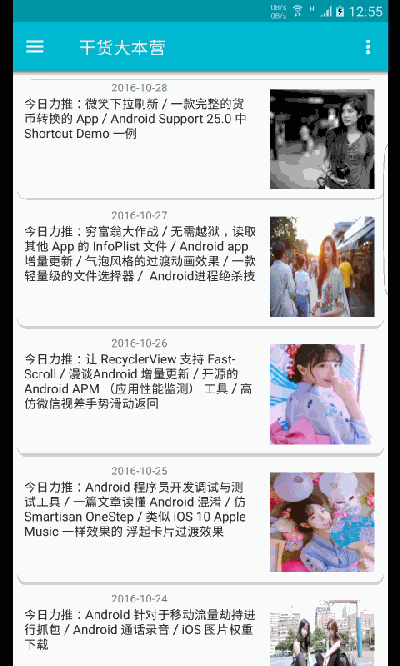 0B/s
0B/s
H
12:55
干货大本营
2016-10-28
今日力推：微笑下拉刷新 / 一款完整的货
币转换的 App / Android Support 25.0 中
Shortcut Demo 一例
2016-10-27
今日力推：穷富翁大作战 / 无需越狱，读取
其他 App 的 InfoPlist 文件 / Android app
增量更新 / 气泡风格的过渡动画效果 / 一款
轻量级的文件选择器 / Android进程绝杀技
2016-10-26
今日力推：让 RecyclerView 支持 Fast-
Scroll / 漫谈Android 增量更新 / 开源的
Android APM （应用性能监测） 工具 / 高
仿微信视差手势滑动返回
2016-10-25
今日力推：Android 程序员开发调试与测
试工具 / 一篇文章读懂 Android 混淆 / 仿
Smartisan OneStep / 类似 iOS 10 Apple
Music 一样效果的 浮起卡片过渡效果
2016-10-24
今日力推：Android 针对于移动流量劫持进
行抓包 / Android 通话录音 / iOS 图片权重
下载